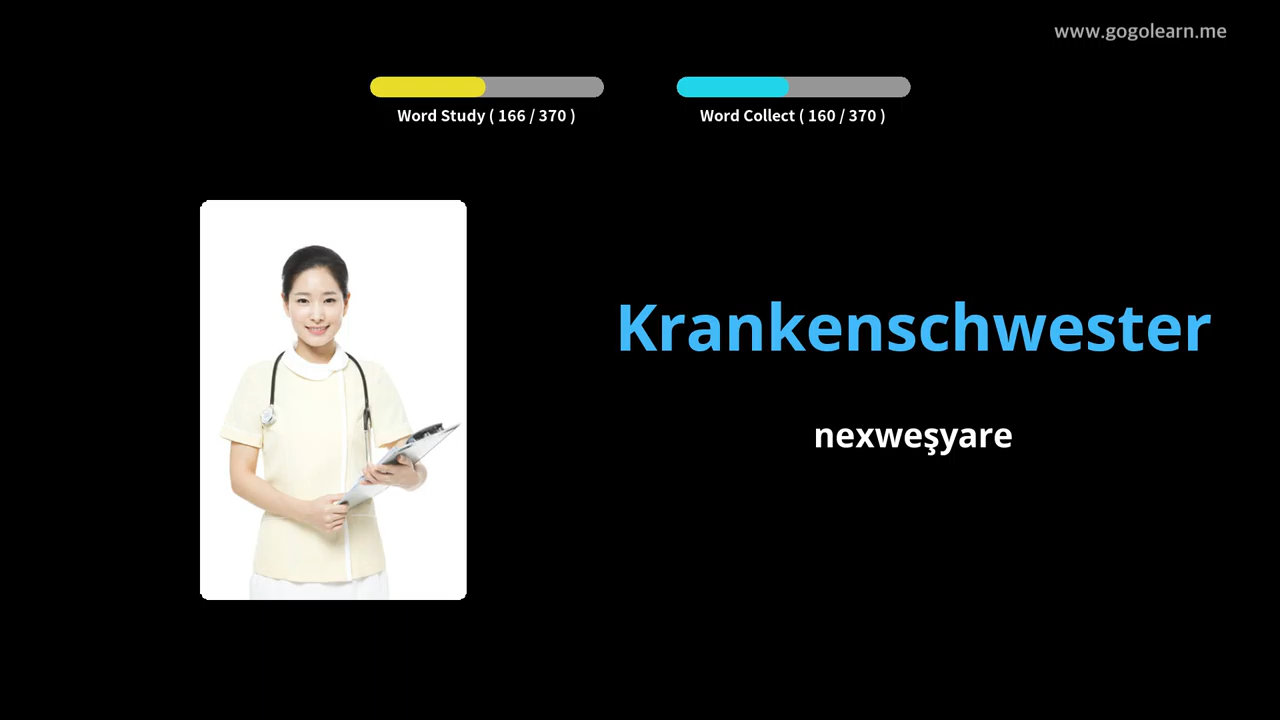 www.gogolearn.me
Word Study ( 166 / 370 )
Word Collect ( 160 / 370 )
Krankenschwester
nexweşyare